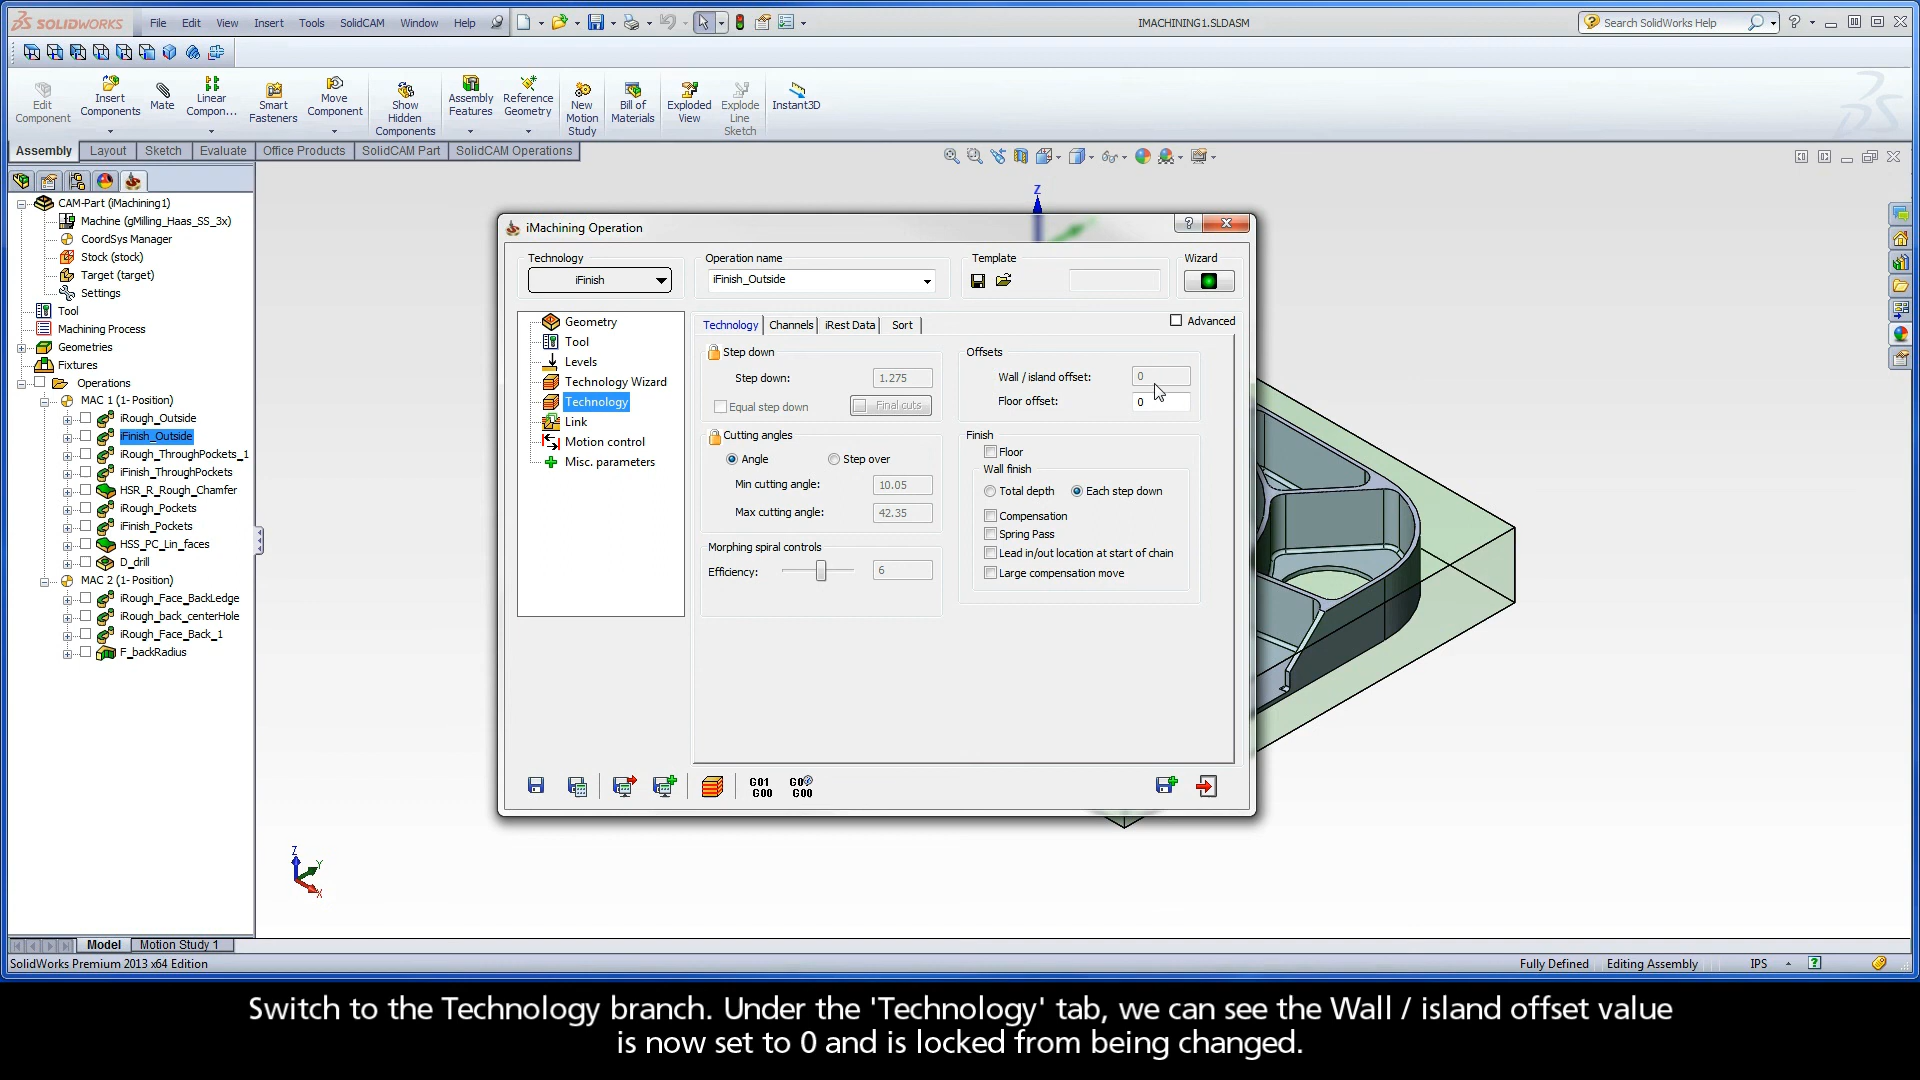 SOLIDWORKS File Edit View Insert Tools SolidCAM Window Help IMACHINING1.SLDASM Search SolidWorks Help
Edit Component
Insert Components
Mate
Linear Compon...
Smart Fasteners
Move Component
Show Hidden Components
Assembly Features
Reference Geometry
New Motion Study
Bill of Materials
Exploded View
Explode Line Sketch
Instant3D
Assembly Layout Sketch Evaluate Office Products SolidCAM Part SolidCAM Operations
CAM-Part (iMachining1)
Machine (gMilling_Haas_SS_3x)
CoordSys Manager
Stock (stock)
Target (target)
Settings
Tool
Machining Process
Geometries
Fixtures
Operations
MAC 1 (1- Position)
iRough_Outside
iFinish_Outside
iRough_ThroughPockets_1
iFinish_ThroughPockets
HSR_R_Rough_Chamfer
iRough_Pockets
iFinish_Pockets
HSS_PC_Lin_faces
D_drill
MAC 2 (1- Position)
iRough_Face_BackLedge
iRough_back_centerHole
iRough_Face_Back_1
F_backRadius
iMachining Operation
Technology
iFinish
Operation name
iFinish_Outside
Template
Wizard
Geometry
Tool
Levels
Technology Wizard
Technology
Link
Motion control
Misc. parameters
Technology Channels iRest Data Sort
Advanced
Step down
Step down: 1.275
Equal step down Final cuts
Cutting angles
Angle Step over
Min cutting angle: 10.05
Max cutting angle: 42.35
Morphing spiral controls
Efficiency: 6
Offsets
Wall / island offset: 0
Floor offset: 0
Finish
Floor
Wall finish
Total depth Each step down
Compensation
Spring Pass
Lead in/out location at start of chain
Large compensation move
G01 G00
G00
Z
Z Y X
Model Motion Study 1
SolidWorks Premium 2013 x64 Edition Fully Defined Editing Assembly IPS
Switch to the Technology branch. Under the 'Technology' tab, we can see the Wall / island offset value
is now set to 0 and is locked from being changed.